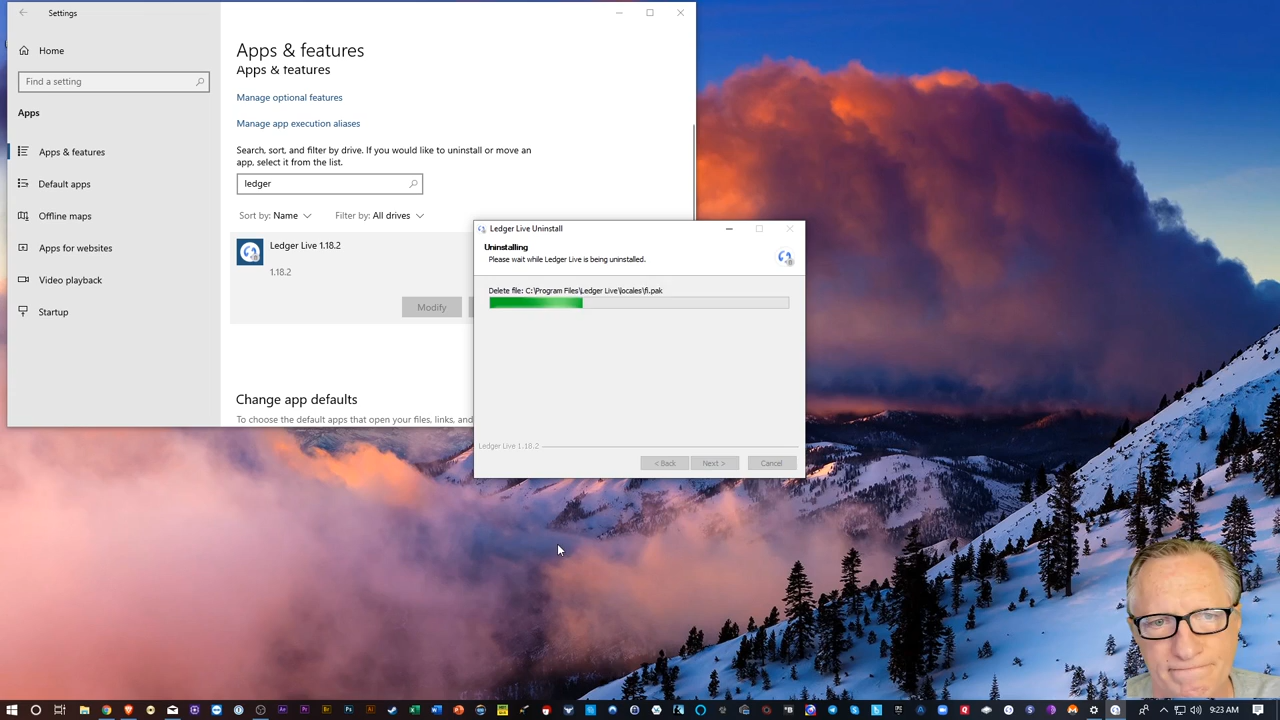 Settings
Home
Find a setting
Apps
Apps & features
Default apps
Offline maps
Apps for websites
Video playback
Startup
Apps & features
Apps & features
Manage optional features
Manage app execution aliases
Search, sort, and filter by drive. If you would like to uninstall or move an
app, select it from the list.
ledger
Sort by: Name
Filter by: All drives
Ledger Live 1.18.2
1.18.2
Modify
Change app defaults
To choose the default apps that open your files, links, and
Ledger Live Uninstall
Uninstalling
Please wait while Ledger Live is being uninstalled.
Delete file: C:\Program Files\Ledger Live\locales\fi.pak
Ledger Live 1.18.2
< Back
Next >
Cancel
Ae
Pr
Br
Ps
Ai
9:23 AM